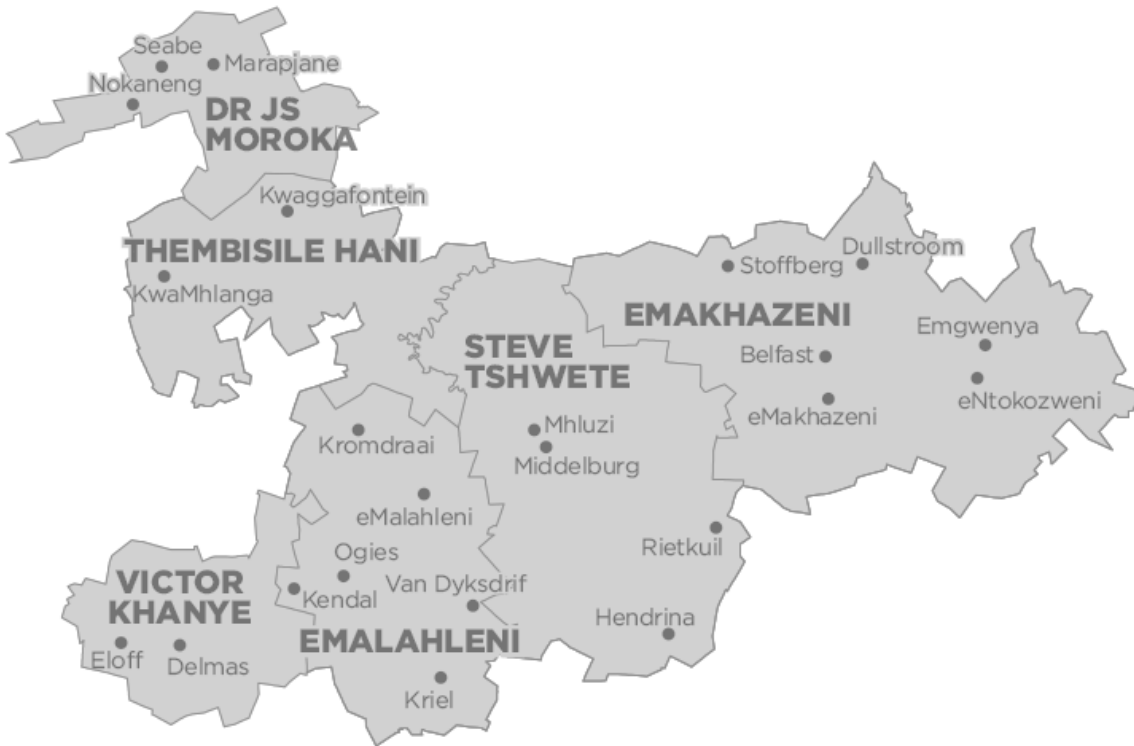 Seabe
Marapjane
Nokaneng
DR JS
MOROKA
Kwaggafontein
THEMBISILE HANI
KwaMhlanga
Dullstroom
Stoffberg
EMAKHAZENI
Emgwenya
STEVE
TSHWETE
Belfast
eNtokozweni
eMakhazeni
Mhluzi
Kromdraai
Middelburg
eMalahleni
Rietkuil
Ogies
VICTOR
KHANYE
Van Dyksdrif
Kendal
Hendrina
EMALAHLENI
Eloff
Delmas
Kriel